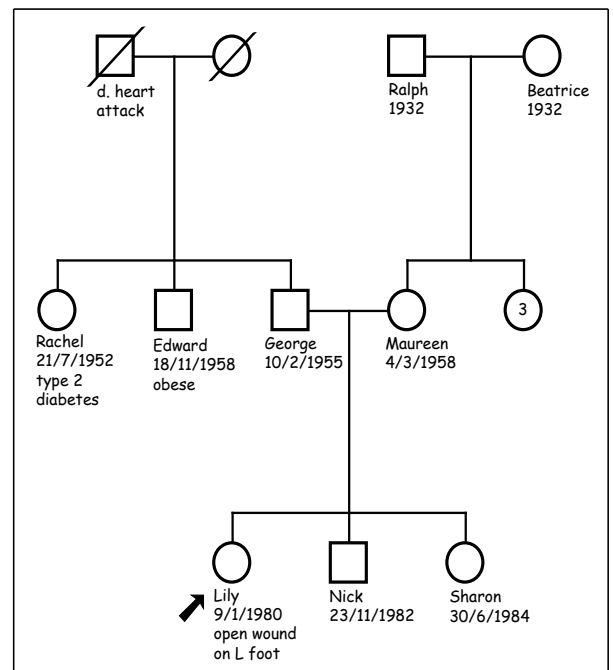 d. heart
attack
Ralph
1932
Beatrice
1932
3
Rachel
21/7/1952
type 2
diabetes
Edward
18/11/1958
obese
George
10/2/1955
Maureen
4/3/1958
Lily
9/1/1980
open wound
on L foot
Nick
23/11/1982
Sharon
30/6/1984